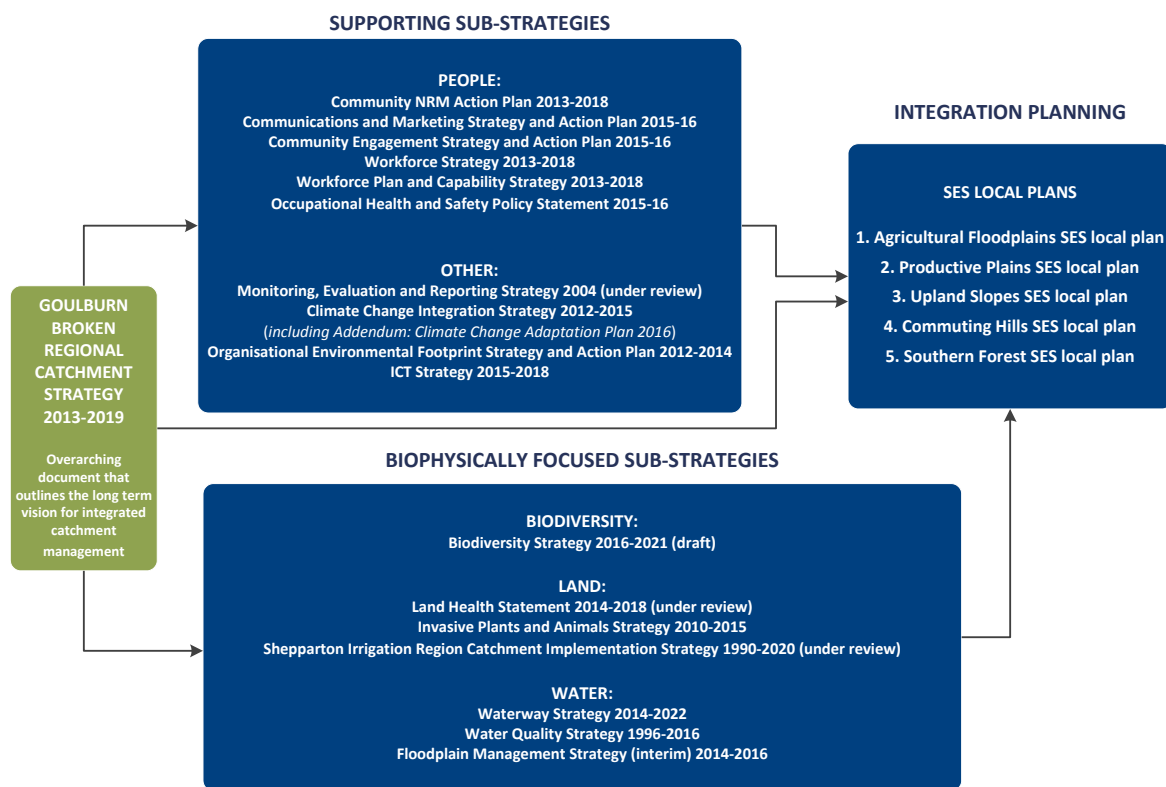 SUPPORTING SUB-STRATEGIES
PEOPLE:
Community NRM Action Plan 2013-2018
Communications and Marketing Strategy and Action Plan 2015-16
Community Engagement Strategy and Action Plan 2015-16
Workforce Strategy 2013-2018
Workforce Plan and Capability Strategy 2013-2018
Occupational Health and Safety Policy Statement 2015-16
OTHER:
Monitoring, Evaluation and Reporting Strategy 2004 (under review)
Climate Change Integration Strategy 2012-2015
(including Addendum: Climate Change Adaptation Plan 2016)
Organisational Environmental Footprint Strategy and Action Plan 2012-2014
ICT Strategy 2015-2018
INTEGRATION PLANNING
SES LOCAL PLANS
1. Agricultural Floodplains SES local plan
2. Productive Plains SES local plan
3. Upland Slopes SES local plan
4. Commuting Hills SES local plan
5. Southern Forest SES local plan
GOULBURN
BROKEN
REGIONAL
CATCHMENT
STRATEGY
2013-2019
Overarching
document that
outlines the long term
vision for integrated
catchment
management
BIOPHYSICALLY FOCUSED SUB-STRATEGIES
BIODIVERSITY:
Biodiversity Strategy 2016-2021 (draft)
LAND:
Land Health Statement 2014-2018 (under review)
Invasive Plants and Animals Strategy 2010-2015
Shepparton Irrigation Region Catchment Implementation Strategy 1990-2020 (under review)
WATER:
Waterway Strategy 2014-2022
Water Quality Strategy 1996-2016
Floodplain Management Strategy (interim) 2014-2016